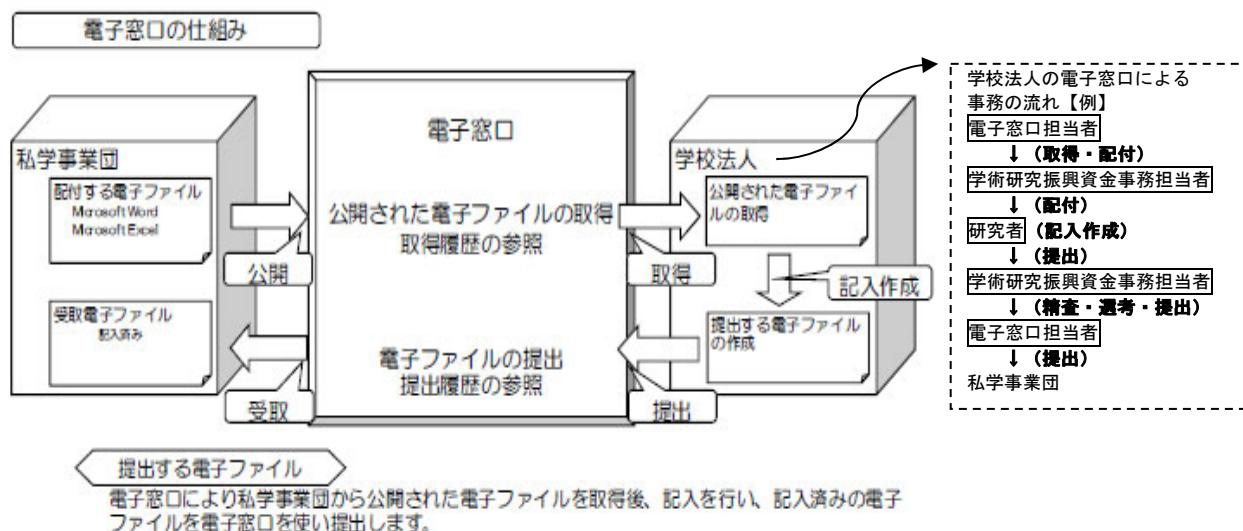 電子窓口の仕組み
私学事業団
配付する電子ファイル
Microsoft Word
Microsoft Excel
受取電子ファイル
記入済み
公開
受取
電子窓口
公開された電子ファイルの取得
取得履歴の参照
電子ファイルの提出
提出履歴の参照
取得
提出
学校法人
公開された電子ファイ
ルの取得
記入作成
提出する電子ファイル
の作成
学校法人の電子窓口による
事務の流れ【例】
電子窓口担当者
↓(取得・配付)
学術研究振興資金事務担当者
↓(配付)
研究者(記入作成)
↓(提出)
学術研究振興資金事務担当者
↓(精査・選考・提出)
電子窓口担当者
↓(提出)
私学事業団
提出する電子ファイル
電子窓口により私学事業団から公開された電子ファイルを取得後、記入を行い、記入済みの電子
ファイルを電子窓口を使い提出します。